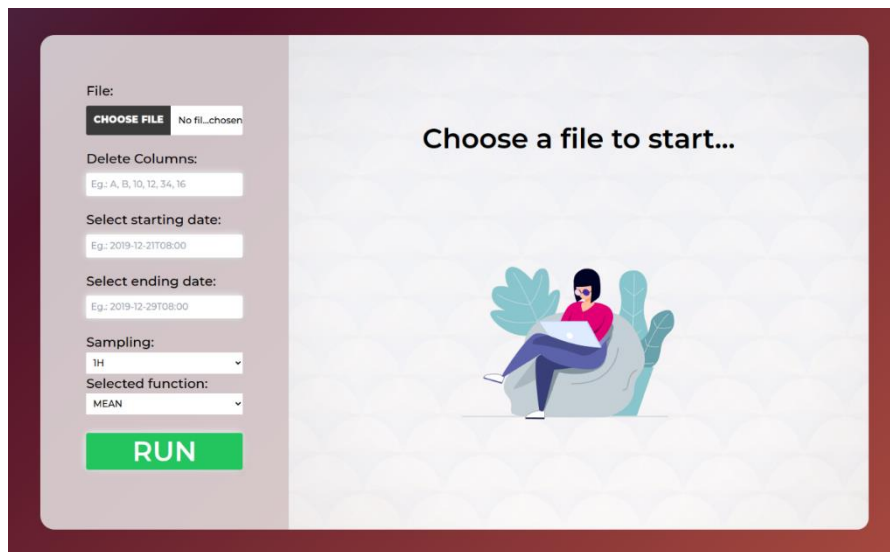 File:
CHOOSE FILE No fil...chosen
Delete Columns:
Eg.: A, B, 10, 12, 34, 16
Select starting date:
Eg.: 2019-12-21T08:00
Select ending date:
Eg.: 2019-12-29T08:00
Sampling:
1H
Selected function:
MEAN
RUN
Choose a file to start...